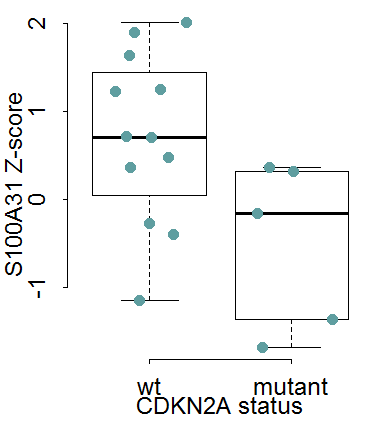 S100A31 Z-score
2
1
0
-1
wt mutant
CDKN2A status